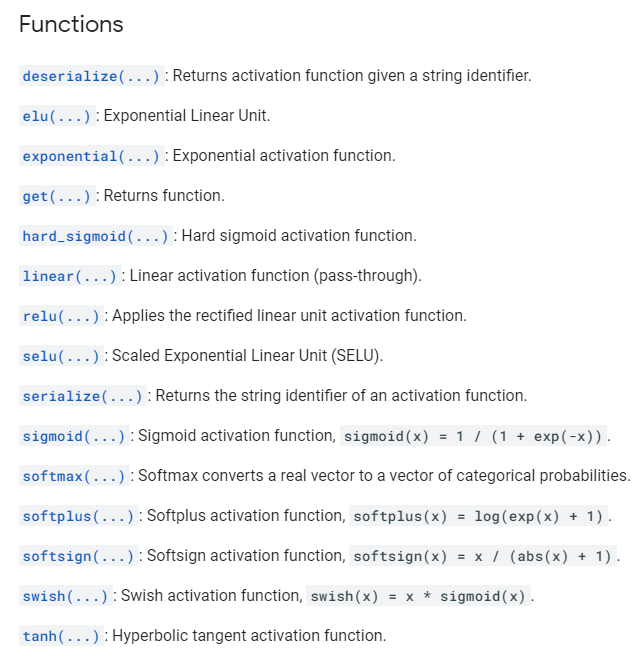 Functions
deserialize(...) : Returns activation function given a string identifier.
elu(...) : Exponential Linear Unit.
exponential(...) : Exponential activation function.
get(...) : Returns function.
hard_sigmoid(...) : Hard sigmoid activation function.
linear(...) : Linear activation function (pass-through).
relu(...) : Applies the rectified linear unit activation function.
selu(...) : Scaled Exponential Linear Unit (SELU).
serialize(...) : Returns the string identifier of an activation function.
sigmoid(...) : Sigmoid activation function, sigmoid(x) = 1 / (1 + exp(-x)) .
softmax(...) : Softmax converts a real vector to a vector of categorical probabilities.
softplus(...) : Softplus activation function, softplus(x) = log(exp(x) + 1) .
softsign(...) : Softsign activation function, softsign(x) = x / (abs(x) + 1) .
swish(...) : Swish activation function, swish(x) = x * sigmoid(x) .
tanh(...) : Hyperbolic tangent activation function.